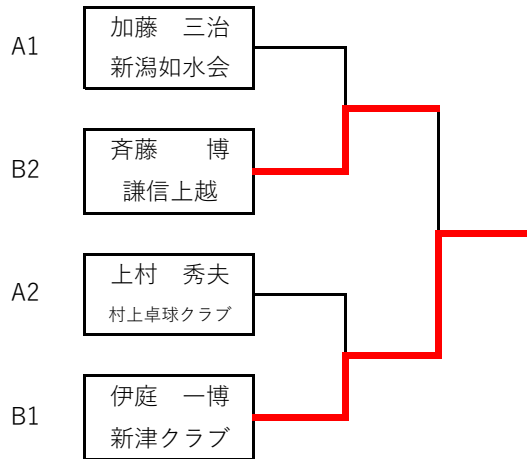 A1
加藤　三治
新潟如水会
B2
斉藤　　博
謙信上越
A2
上村　秀夫
村上卓球クラブ
B1
伊庭　一博
新津クラブ